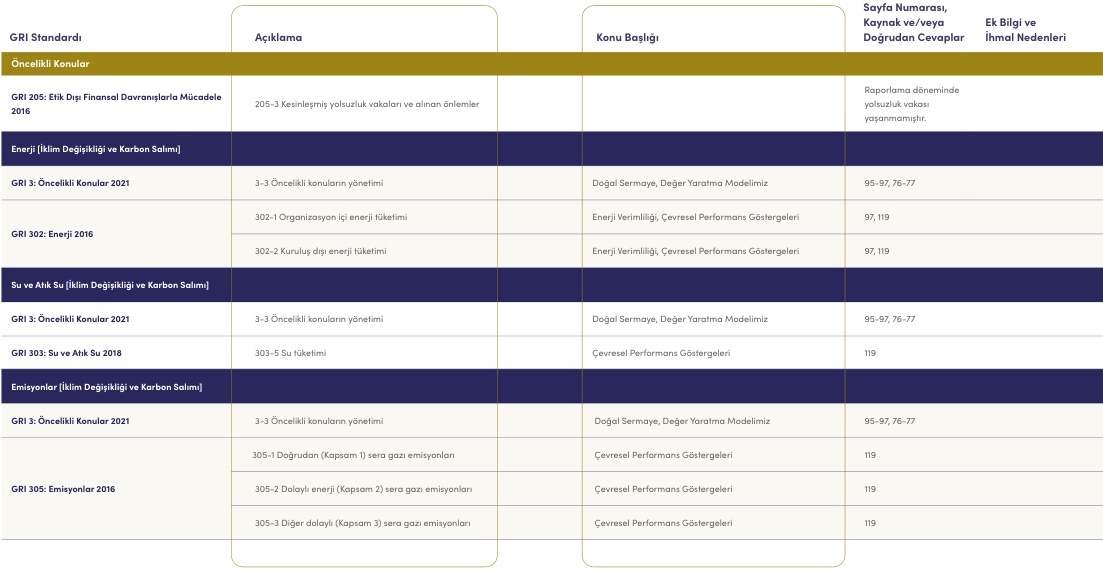 GRI Standardı
Açıklama
Konu Başlığı
Sayfa Numarası,
Kaynak ve/veya
Doğrudan Cevaplar
Ek Bilgi ve
İhmal Nedenleri
Öncelikli Konular
GRI 205: Etik Dışı Finansal Davranışlarla Mücadele
2016
205-3 Kesinleşmiş yolsuzluk vakaları ve alınan önlemler
Raporlama döneminde
yolsuzluk vakası
yaşanmamıştır.
Enerji [İklim Değişikliği ve Karbon Salımı]
GRI 3: Öncelikli Konular 2021
3-3 Öncelikli konuların yönetimi
Doğal Sermaye, Değer Yaratma Modelimiz
95-97, 76-77
GRI 302: Enerji 2016
302-1 Organizasyon içi enerji tüketimi
Enerji Verimliliği, Çevresel Performans Göstergeleri
97, 119
302-2 Kuruluş dışı enerji tüketimi
Enerji Verimliliği, Çevresel Performans Göstergeleri
97, 119
Su ve Atık Su [İklim Değişikliği ve Karbon Salımı]
GRI 3: Öncelikli Konular 2021
3-3 Öncelikli konuların yönetimi
Doğal Sermaye, Değer Yaratma Modelimiz
95-97, 76-77
GRI 303: Su ve Atık Su 2018
303-5 Su tüketimi
Çevresel Performans Göstergeleri
119
Emisyonlar [İklim Değişikliği ve Karbon Salımı]
GRI 3: Öncelikli Konular 2021
3-3 Öncelikli konuların yönetimi
Doğal Sermaye, Değer Yaratma Modelimiz
95-97, 76-77
GRI 305: Emisyonlar 2016
305-1 Doğrudan (Kapsam 1) sera gazı emisyonları
Çevresel Performans Göstergeleri
119
305-2 Dolaylı enerji (Kapsam 2) sera gazı emisyonları
Çevresel Performans Göstergeleri
119
305-3 Diğer dolaylı (Kapsam 3) sera gazı emisyonları
Çevresel Performans Göstergeleri
119